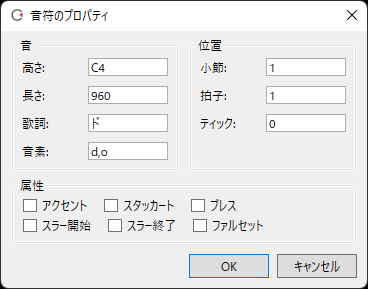 音符のプロパティ
音
高さ: C4
長さ: 960
歌詞: ド
音素: d,o
位置
小節: 1
拍子: 1
ティック: 0
属性
アクセント スタッカート ブレス
スラー開始 スラー終了 ファルセット
OK キャンセル